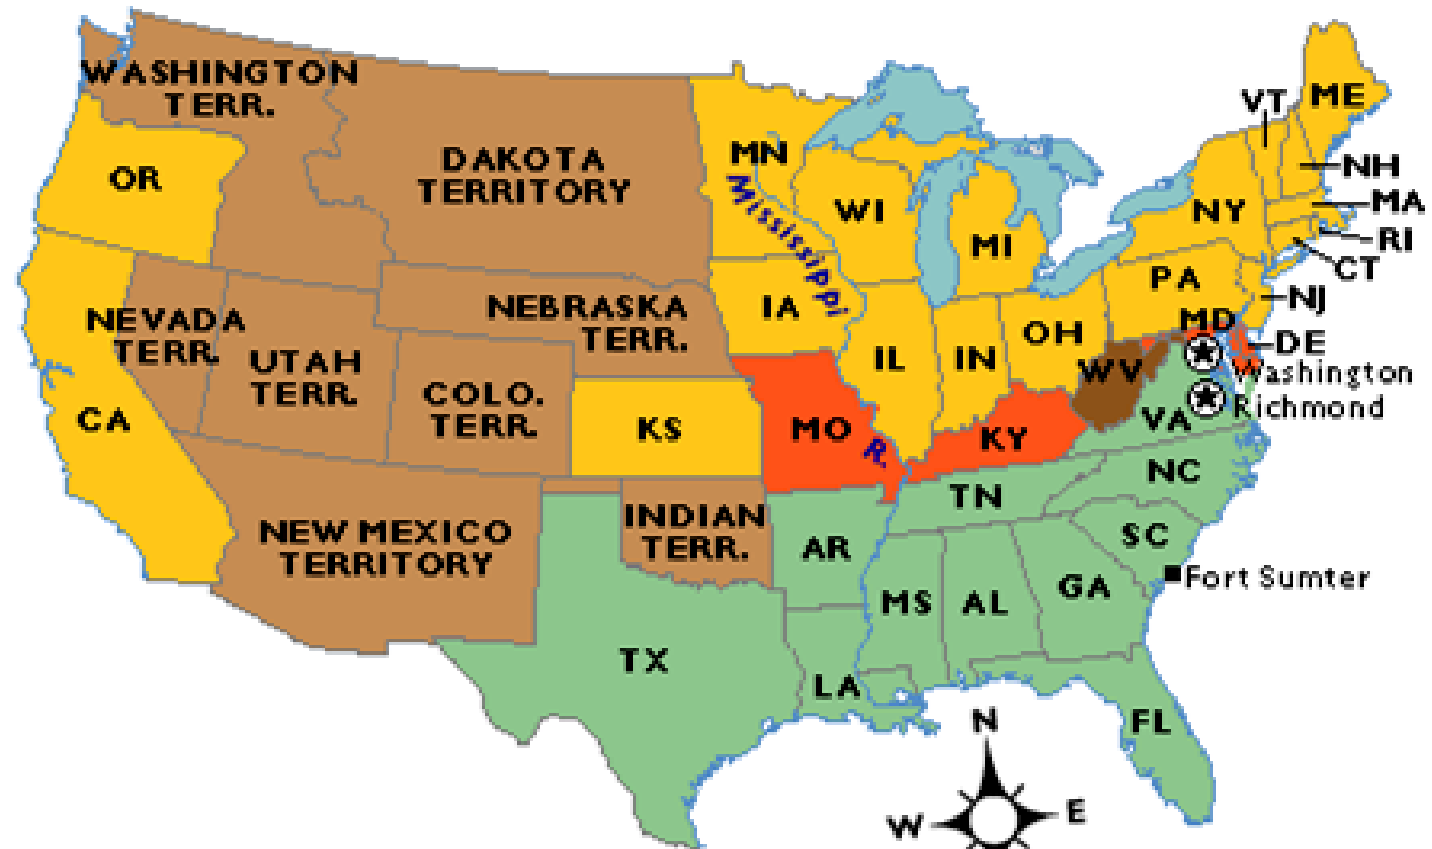 WASHINGTON
TERR.
OR
DAKOTA
TERRITORY
MN
Mississippi
WI
MI
VT
ME
NH
MA
NY
RI
CT
PA
NJ
MD
DE
Washington
Richmond
NEVADA
TERR.
NEBRASKA
TERR.
IA
IL
IN
OH
WV
VA
UTAH
TERR.
COLO.
TERR.
CA
KS
MO
R.
KY
NC
TN
NEW MEXICO
TERRITORY
INDIAN
TERR.
AR
SC
Fort Sumter
MS
AL
GA
TX
LA
FL
N
W
E